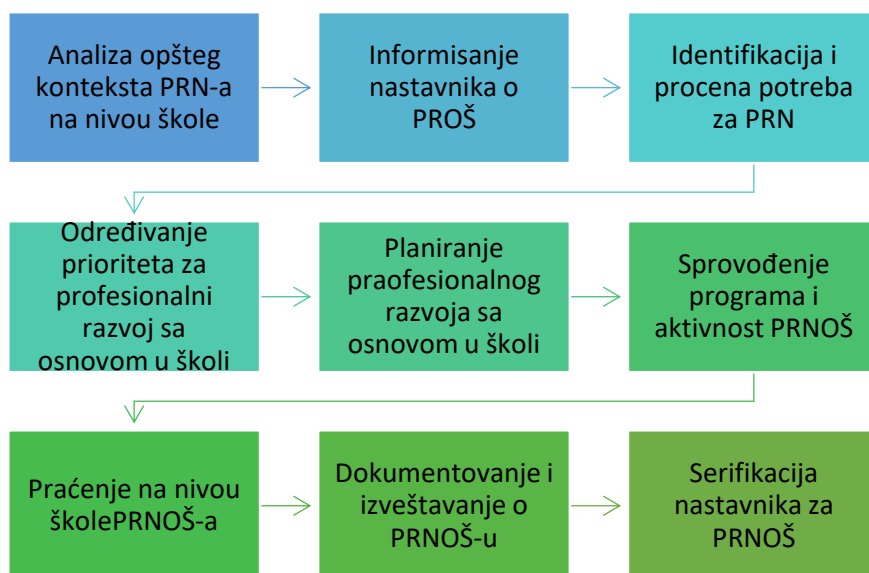 Analiza opšteg
konteksta PRN-a
na nivou škole
Informisanje
nastavnika o
PROŠ
Identifikacija i
procena potreba
za PRN
Određivanje
prioriteta za
profesionalni
razvoj sa
osnovom u školi
Planiranje
praofesionalnog
razvoja sa
osnovom u školi
Sprovođenje
programa i
aktivnost PRNOŠ
Praćenje na nivou
školePRNOŠ-a
Dokumentovanje i
izveštavanje o
PRNOŠ-u
Serifikacija
nastavnika za
PRNOŠ